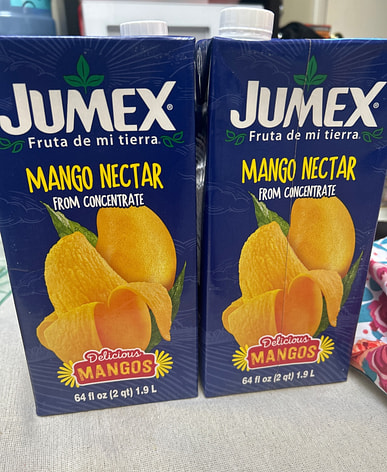 JUMEX®
Fruta de mi tierra.
MANGO NECTAR
FROM CONCENTRATE
Delicious
MANGOS
64 fl oz (2 qt) 1.9 L
JUMEX®
Fruta de mi tierra.
MANGO NECTAR
FROM CONCENTRATE
Delicious
MANGOS
64 fl oz (2 qt) 1.9 L